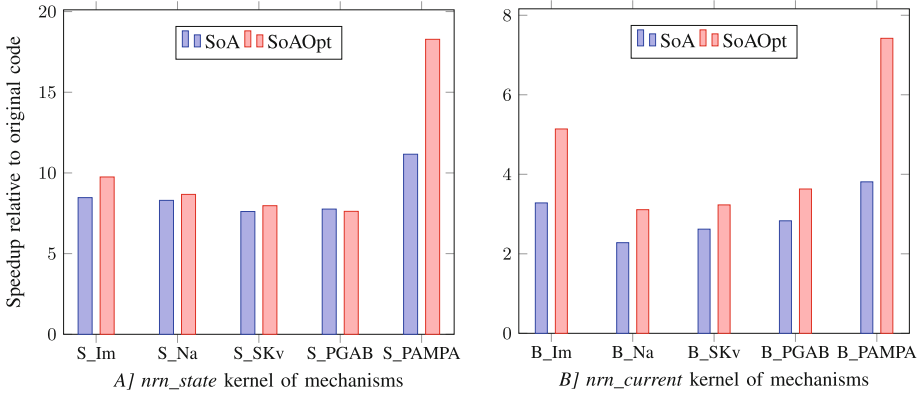 Speedup relative to original code
20
15
10
5
0
SoA SoAOpt
S_Im S_Na S_SKv S_PGAB S_PAMPA
A] nrn_state kernel of mechanisms
8
6
4
2
0
SoA SoAOpt
B_Im B_Na B_SKv B_PGAB B_PAMPA
B] nrn_current kernel of mechanisms